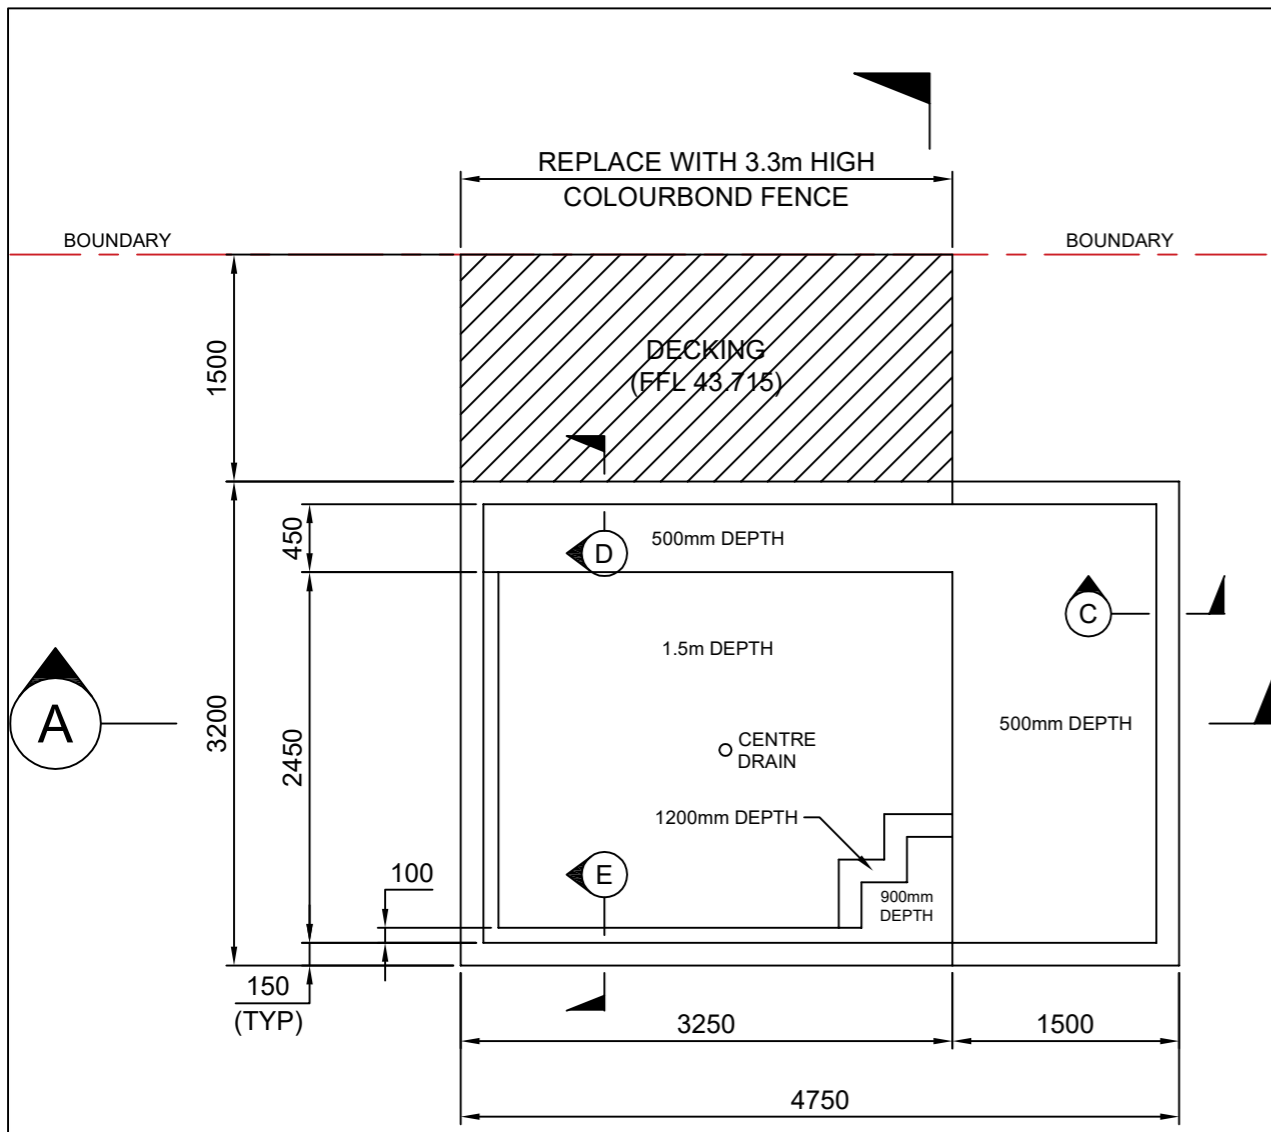 REPLACE WITH 3.3m HIGH
COLOURBOND FENCE
BOUNDARY
BOUNDARY
1500
DECKING
(FFL 43.715)
450
500mm DEPTH
D
C
1.5m DEPTH
A
3200
2450
500mm DEPTH
CENTRE
DRAIN
1200mm DEPTH
100
E
900mm
DEPTH
150
(TYP)
3250
1500
4750